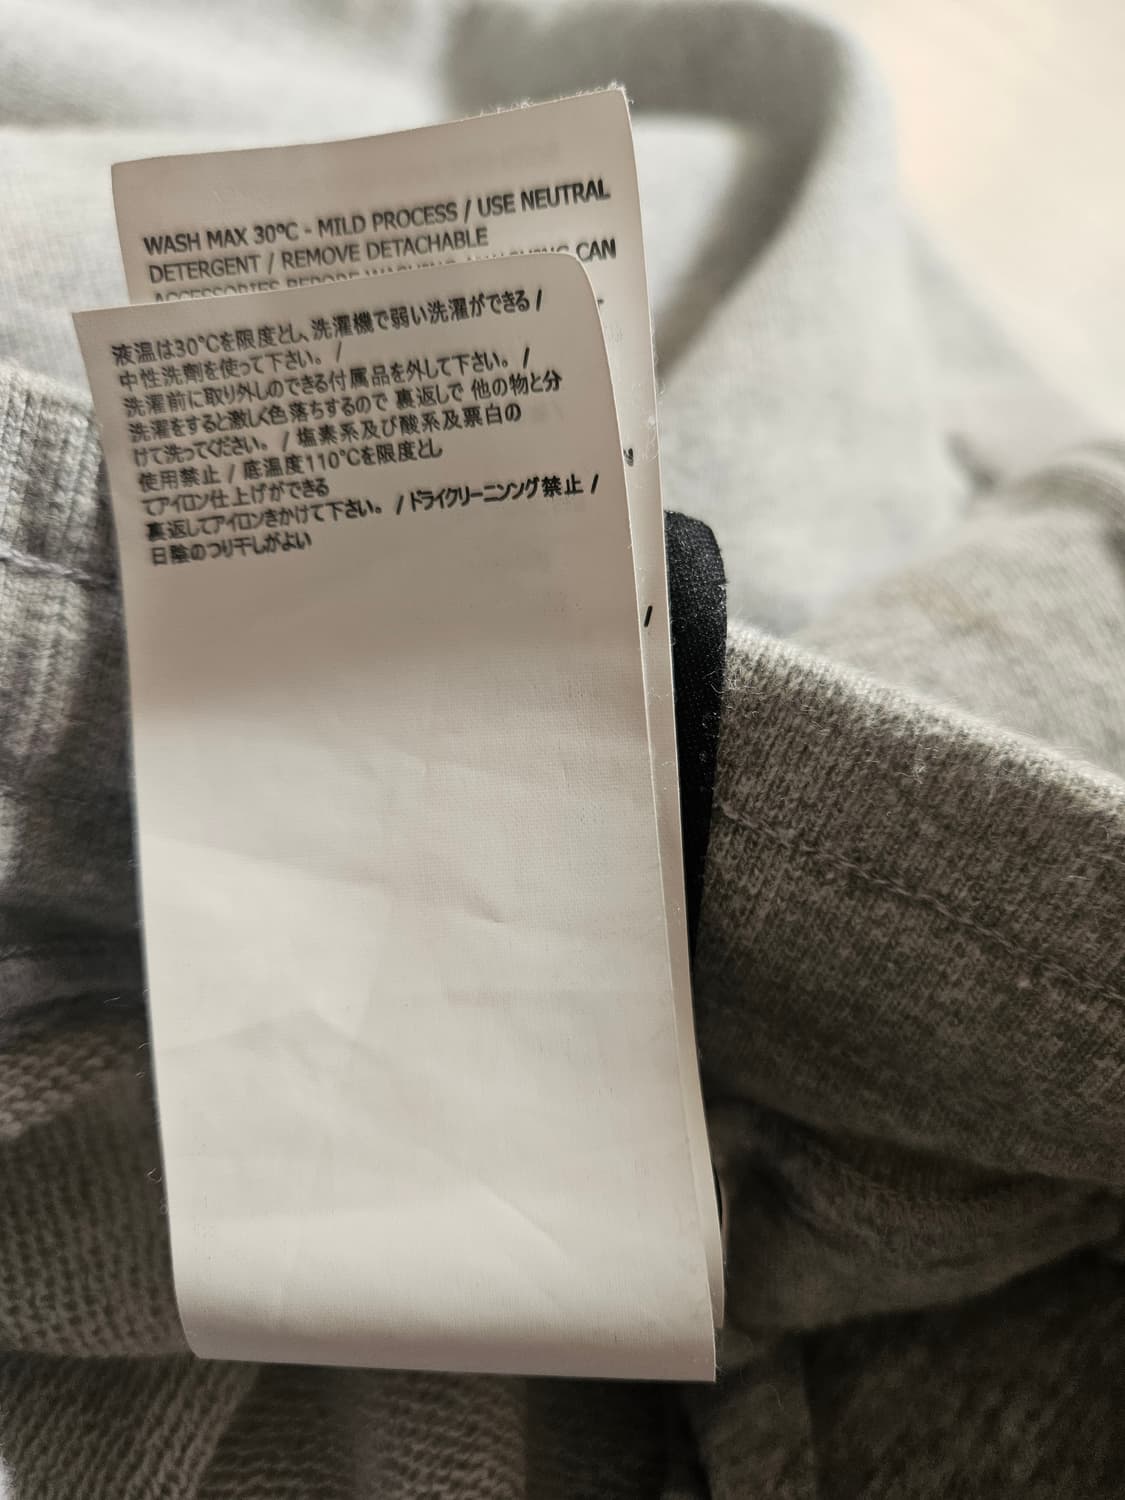 WASH MAX 30ºC - MILD PROCESS / USE NEUTRAL
DETERGENT / REMOVE DETACHABLE
ACCESSORIES BEFORE WASHING CAN
液温は30°Cを限度とし、洗濯機で弱い洗濯ができる /
中性洗剤を使って下さい。 /
洗濯前に取り外しのできる付属品を外して下さい。 /
洗濯をすると激しく色落ちするので 裏返しで 他の物と分
けて洗ってください。 / 塩素系及び酸系及票白の
使用禁止 / 底温度110°Cを限度とし
てアイロン仕上げができる
裏返してアイロンきかけて下さい。 / ドライクリーニンング禁止 /
日陰のつり干しがよい
/